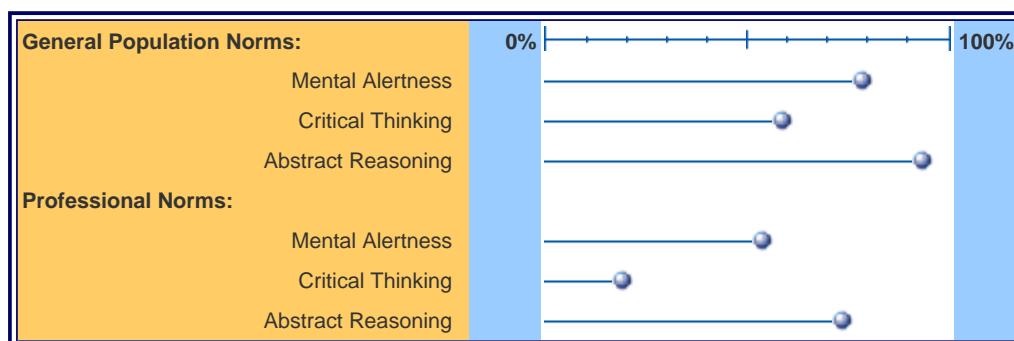 General Population Norms: 0% 100%
Mental Alertness
Critical Thinking
Abstract Reasoning
Professional Norms:
Mental Alertness
Critical Thinking
Abstract Reasoning